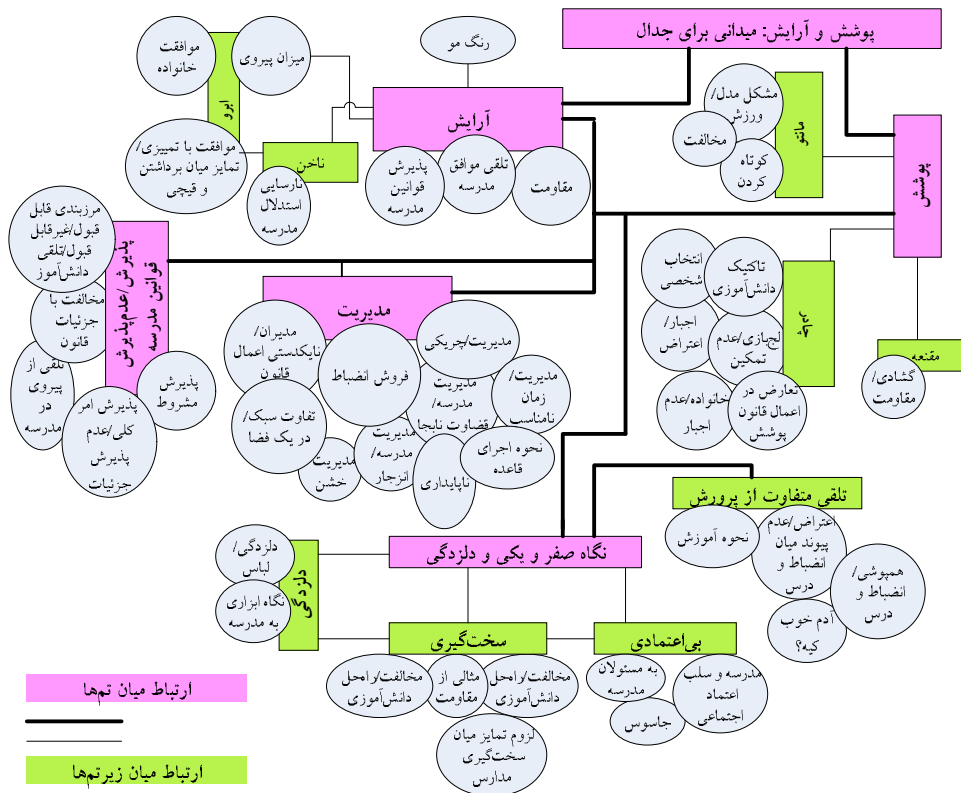 پوشش و آرایش: میدانی برای جدال
رنگ مو
موافقت
خانواده
میزان پیروی
ابرو
موافقت با تمییزی/
تمایز میان برداشتن
و قیچی
ناخن
نارسایی
استدلال
مدرسه
آرایش
پذیرش
قوانین
مدرسه
تلقی موافق
مدرسه
مقاومت
مشکل مدل/
ورزش
مخالفت
کوتاه
کردن
مانتو
پوشش
انتخاب
شخصی
تاکتیک
دانش‌آموزی
اجبار/
اعتراض
لج‌بازی/عدم
تمکین
خانواده/عدم
اجبار
تعارض در
اعمال قانون
پوشش
چادر
مقنعه
گشادی/
مقاومت
مرزبندی قابل
قبول/غیرقابل
قبول/تلقی
دانش‌آموز
مخالفت با
جزئیات
قانون
تلقی از
پیروی
در
مدرسه
پذیرش امر
کلی/عدم
پذیرش
جزئیات
پذیرش
مشروط
پذیرش/عدم‌پذیرش
قوانین مدرسه
مدیریت
مدیران/
نایکدستی اعمال
قانون
فروش انضباط
مدیریت/چریکی
تفاوت سبک/
در یک فضا
مدیریت
مدرسه/
قضاوت نابجا
مدیریت/
زمان
نامناسب
مدیریت
خشن
مدیریت
مدرسه/
انزجار
ناپایداری
نحوه اجرای
قاعده
تلقی متفاوت از پرورش
نحوه آموزش
اعتراض/عدم
پیوند میان
انضباط و
درس
همپوشی/
انضباط و
درس
آدم خوب
کیه؟
نگاه صفر و یکی و دلزدگی
دلزدگی/
لباس
نگاه ابزاری
به مدرسه
دلزدگی
سخت‌گیری
مخالفت/راه‌حل
دانش‌آموزی
مثالی از
مقاومت
مخالفت/راه‌حل
دانش‌آموزی
لزوم تمایز میان
سخت‌گیری
مدارس
بی‌اعتمادی
به مسئولان
مدرسه
جاسوس
مدرسه و سلب
اعتماد
اجتماعی
ارتباط میان تم‌ها
ارتباط میان زیرتم‌ها